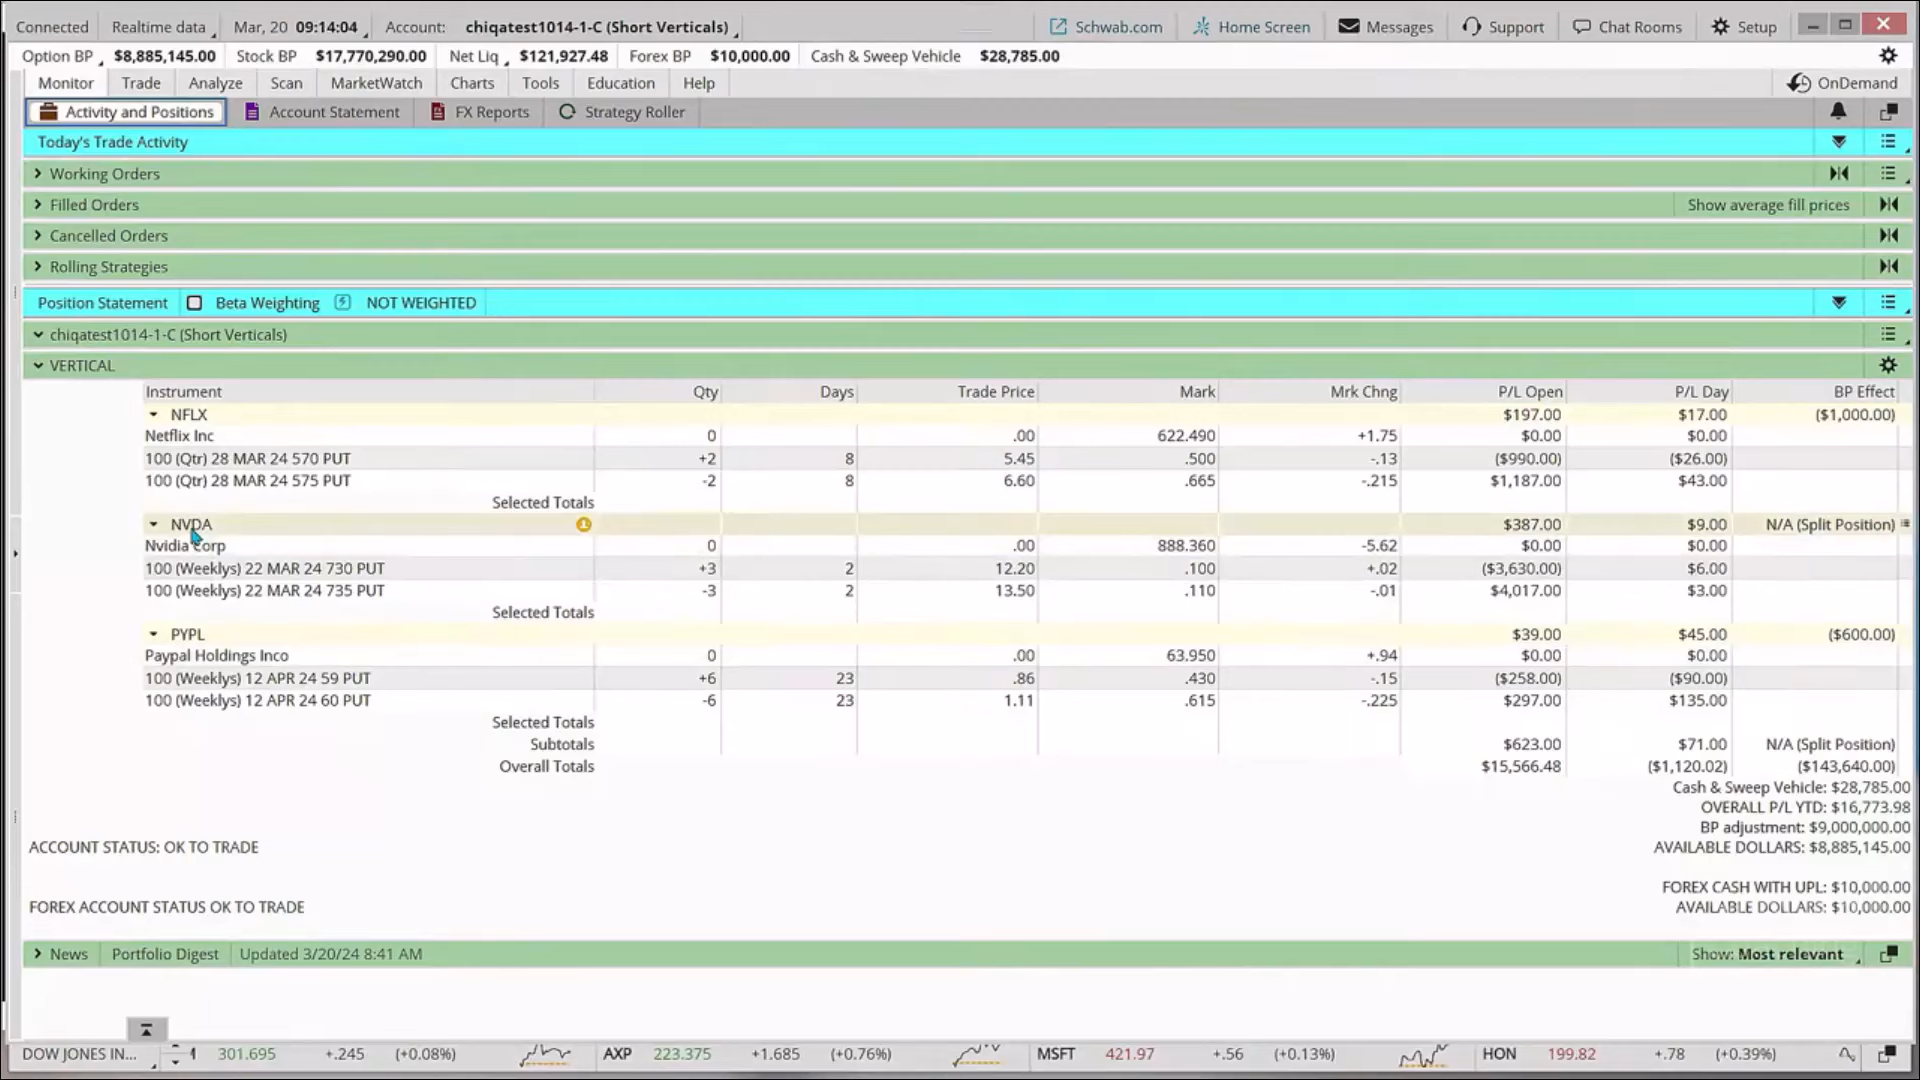 Connected Realtime data Mar, 20 09:14:04 Account: chiqatest1014-1-C (Short Verticals) Schwab.com Home Screen Messages Support Chat Rooms Setup
Option BP $8,885,145.00 Stock BP $17,770,290.00 Net Liq $121,927.48 Forex BP $10,000.00 Cash & Sweep Vehicle $28,785.00
Monitor Trade Analyze Scan MarketWatch Charts Tools Education Help OnDemand
Activity and Positions Account Statement FX Reports Strategy Roller
Today's Trade Activity
Working Orders
Filled Orders Show average fill prices
Cancelled Orders
Rolling Strategies
Position Statement Beta Weighting NOT WEIGHTED
chiqatest1014-1-C (Short Verticals)
VERTICAL
Instrument Qty Days Trade Price Mark Mrk Chng P/L Open P/L Day BP Effect
NFLX $197.00 $17.00 ($1,000.00)
Netflix Inc 0 .00 622.490 +1.75 $0.00 $0.00
100 (Qtr) 28 MAR 24 570 PUT +2 8 5.45 .500 -.13 ($990.00) ($26.00)
100 (Qtr) 28 MAR 24 575 PUT -2 8 6.60 .665 -.215 $1,187.00 $43.00
Selected Totals
NVDA 1 $387.00 $9.00 N/A (Split Position)
Nvidia Corp 0 .00 888.360 -5.62 $0.00 $0.00
100 (Weeklys) 22 MAR 24 730 PUT +3 2 12.20 .100 +.02 ($3,630.00) $6.00
100 (Weeklys) 22 MAR 24 735 PUT -3 2 13.50 .110 -.01 $4,017.00 $3.00
Selected Totals
PYPL $39.00 $45.00 ($600.00)
Paypal Holdings Inco 0 .00 63.950 +.94 $0.00 $0.00
100 (Weeklys) 12 APR 24 59 PUT +6 23 .86 .430 -.15 ($258.00) ($90.00)
100 (Weeklys) 12 APR 24 60 PUT -6 23 1.11 .615 -.225 $297.00 $135.00
Selected Totals
Subtotals $623.00 $71.00 N/A (Split Position)
Overall Totals $15,566.48 ($1,120.02) ($143,640.00)
Cash & Sweep Vehicle: $28,785.00
OVERALL P/L YTD: $16,773.98
BP adjustment: $9,000,000.00
ACCOUNT STATUS: OK TO TRADE AVAILABLE DOLLARS: $8,885,145.00
FOREX CASH WITH UPL: $10,000.00
FOREX ACCOUNT STATUS OK TO TRADE AVAILABLE DOLLARS: $10,000.00
News Portfolio Digest Updated 3/20/24 8:41 AM Show: Most relevant
DOW JONES IN... 301.695 +.245 (+0.08%) AXP 223.375 +1.685 (+0.76%) MSFT 421.97 +.56 (+0.13%) HON 199.82 +.78 (+0.39%)